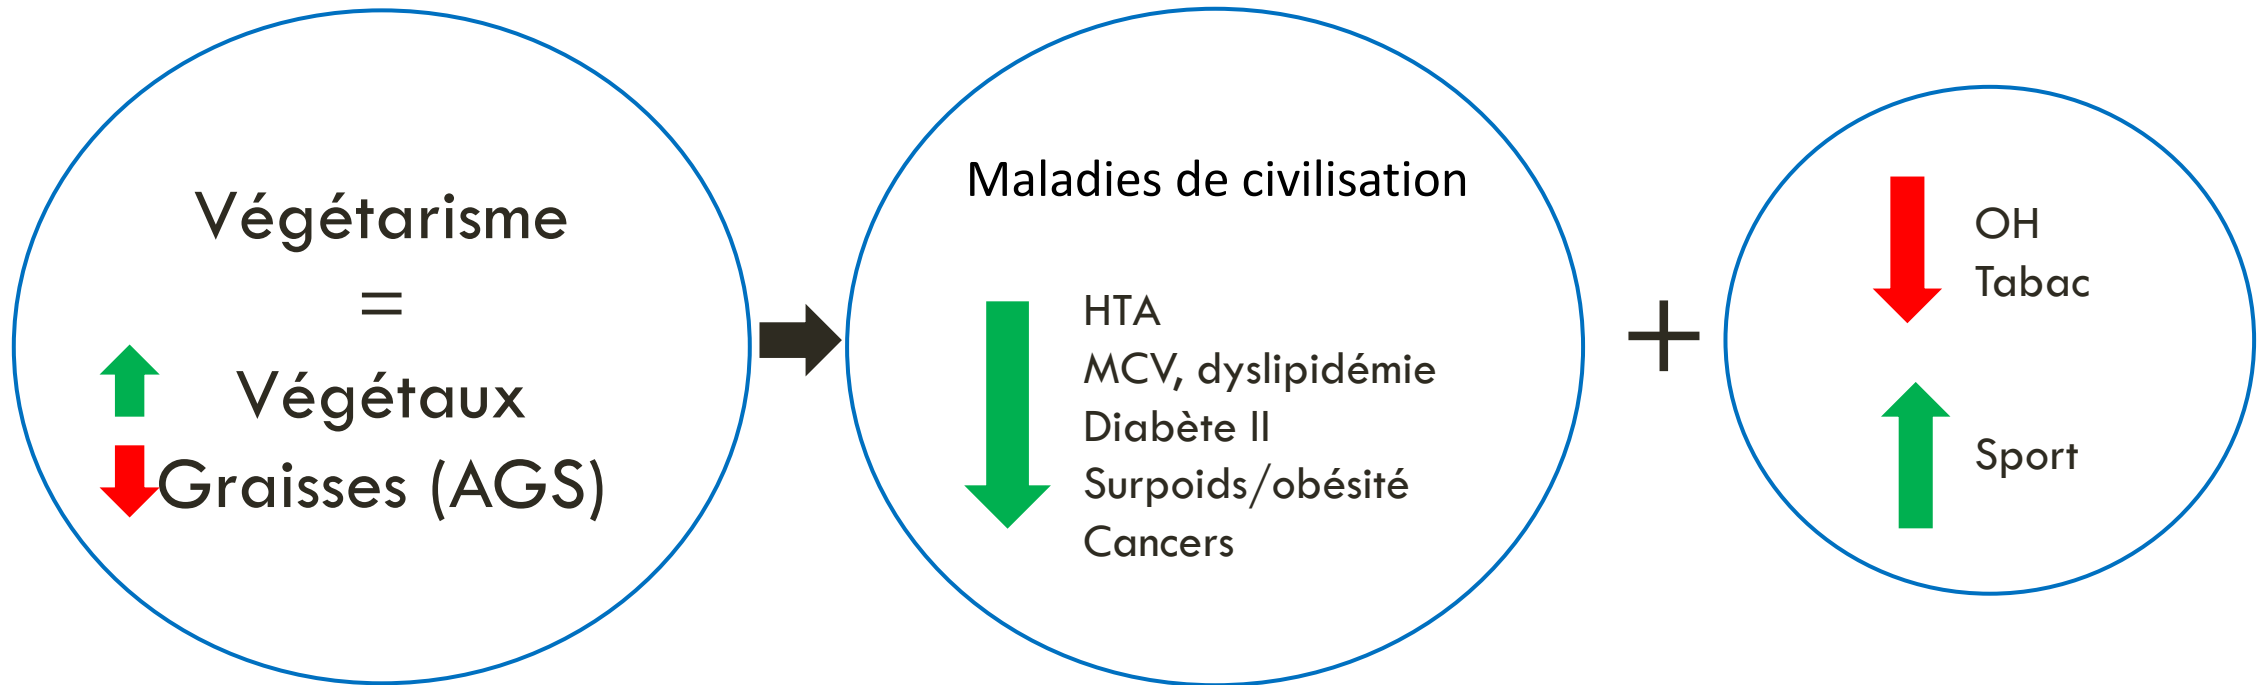 Végétarisme
=
Végétaux
Graisses (AGS)
Maladies de civilisation
HTA
MCV, dyslipidémie
Diabète II
Surpoids/obésité
Cancers
+
OH
Tabac
Sport